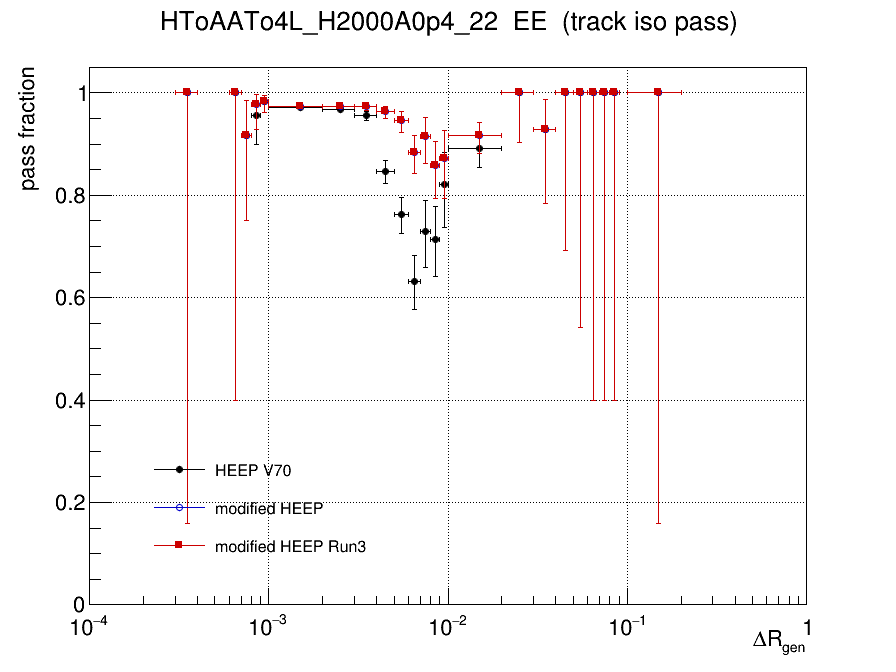 HToAATo4L_H2000A0p4_22 EE (track iso pass)
pass fraction
1
0.8
0.6
0.4
0.2
0
HEEP V70
modified HEEP
modified HEEP Run3
10⁻⁴ 10⁻³ 10⁻² 10⁻¹ 1
ΔR_gen